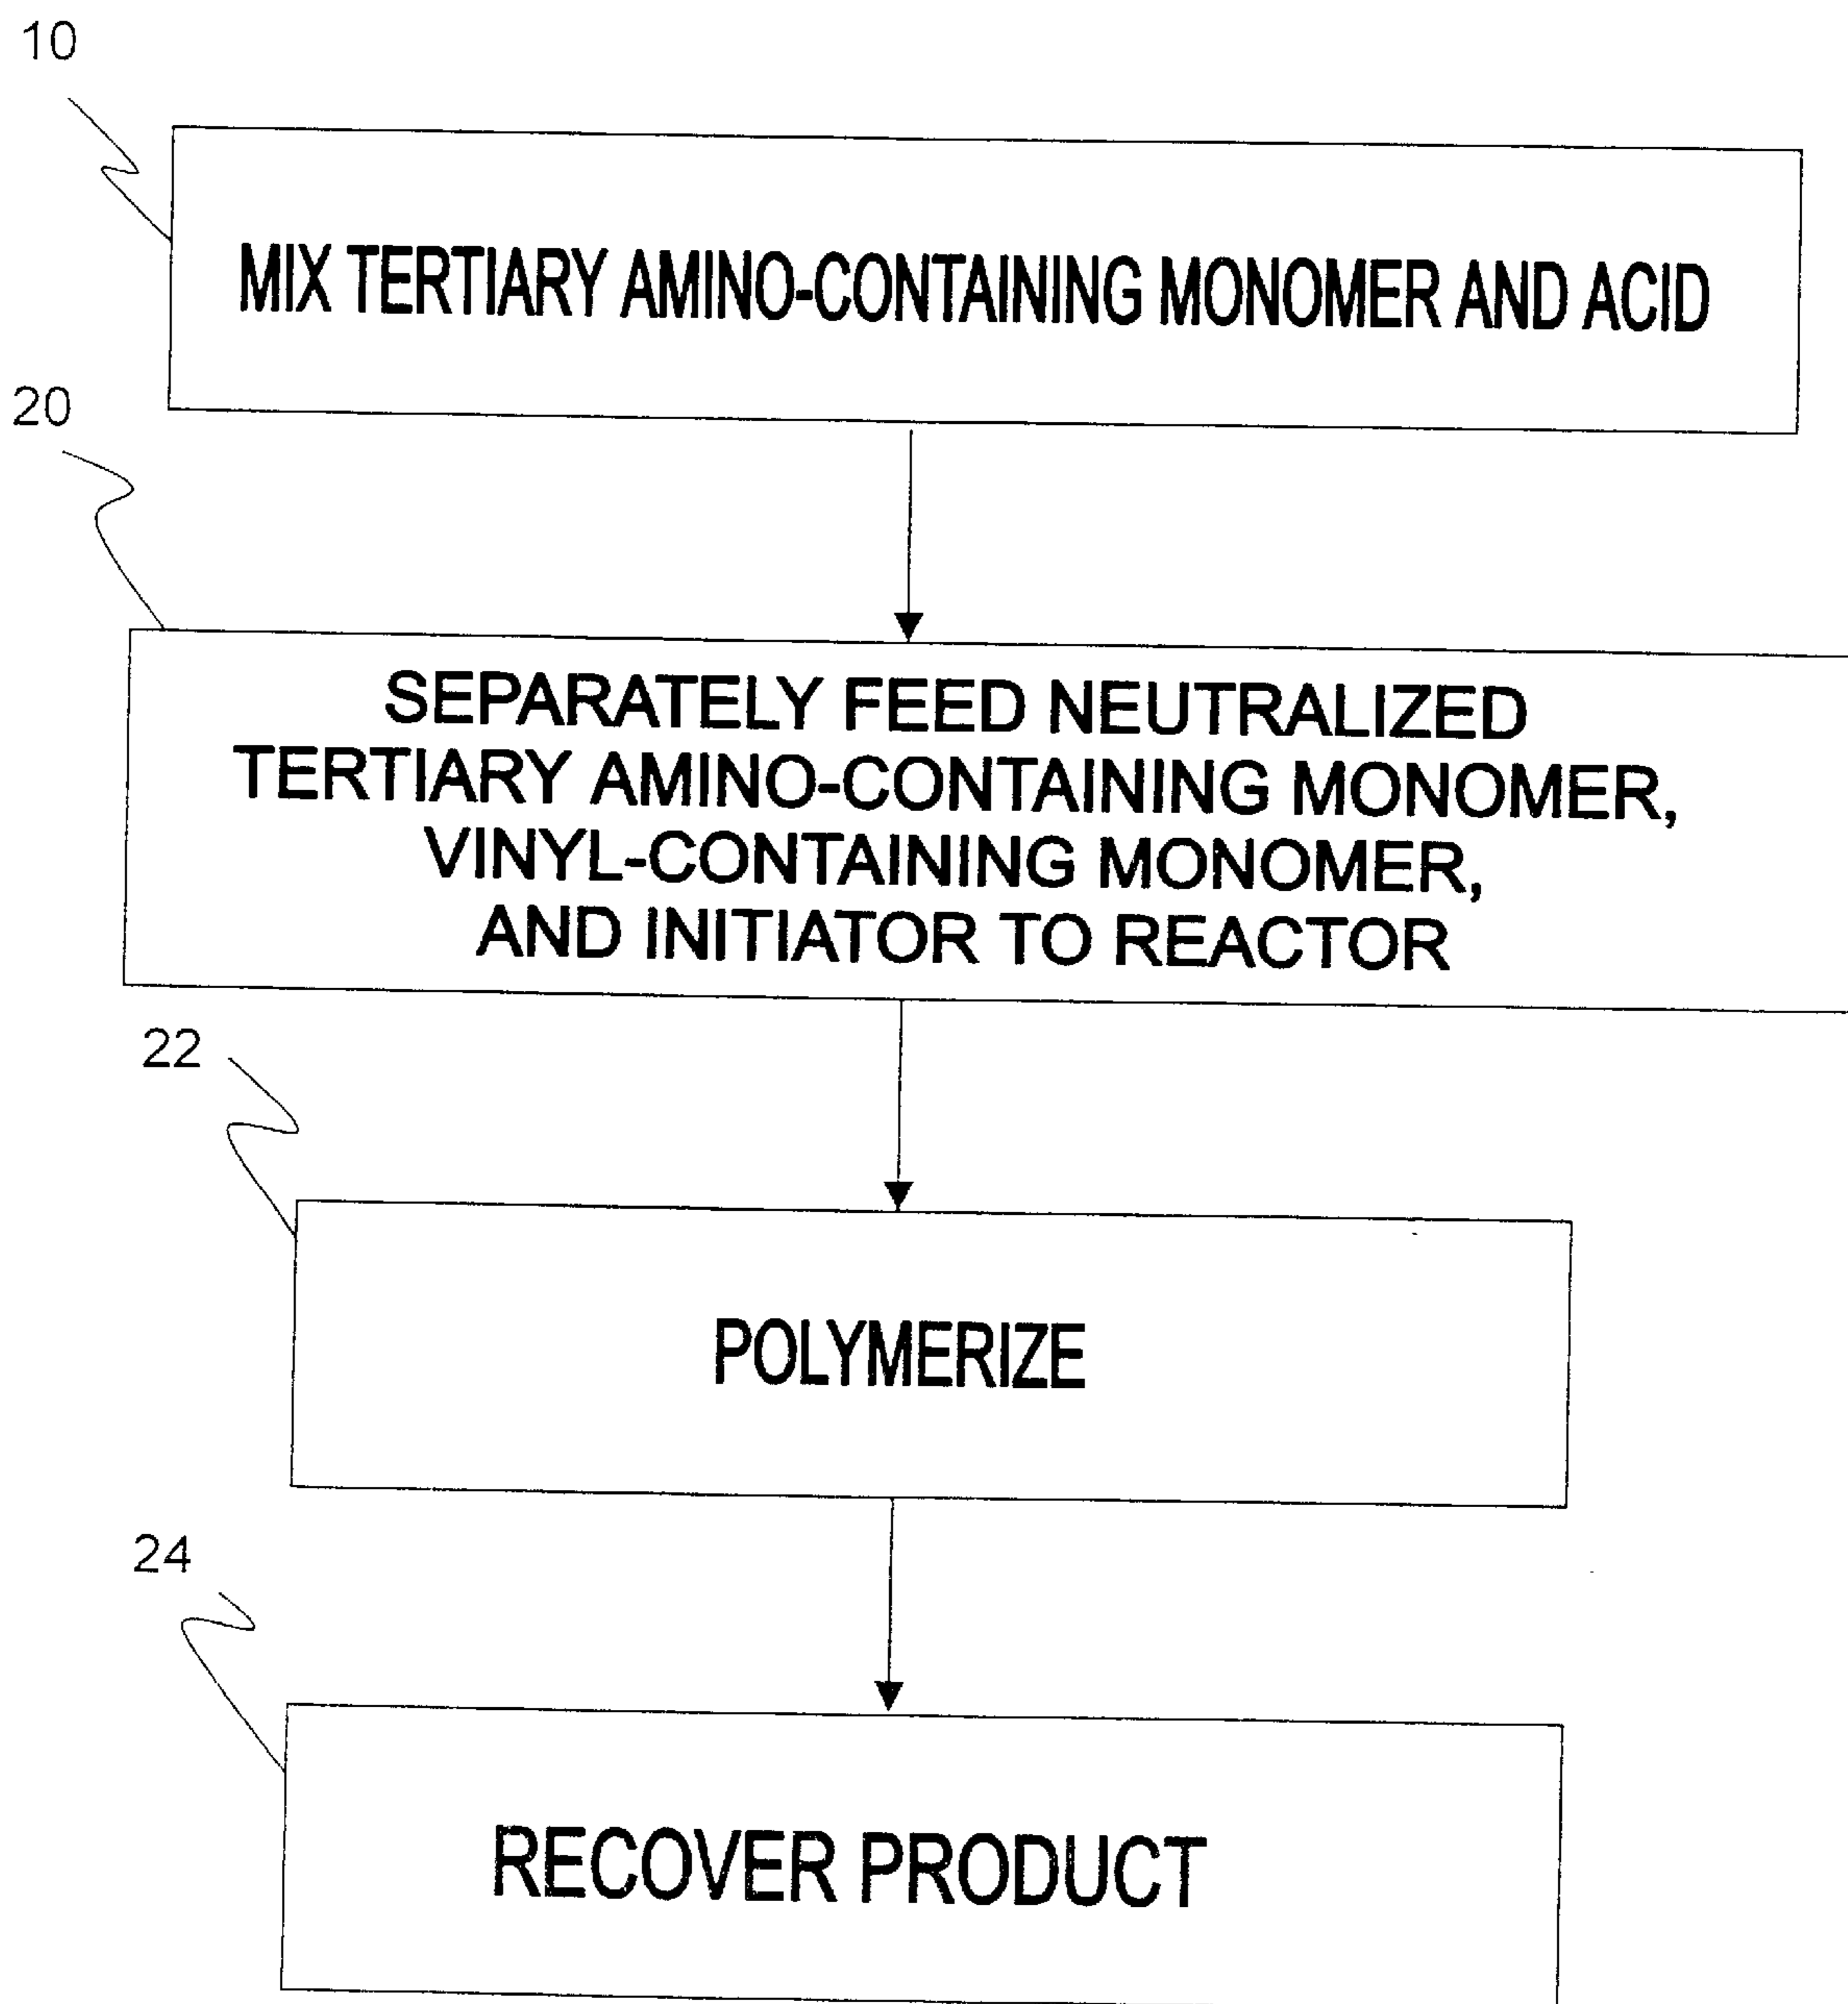 10
MIX TERTIARY AMINO-CONTAINING MONOMER AND ACID
20
SEPARATELY FEED NEUTRALIZED
TERTIARY AMINO-CONTAINING MONOMER,
VINYL-CONTAINING MONOMER,
AND INITIATOR TO REACTOR
22
POLYMERIZE
24
RECOVER PRODUCT